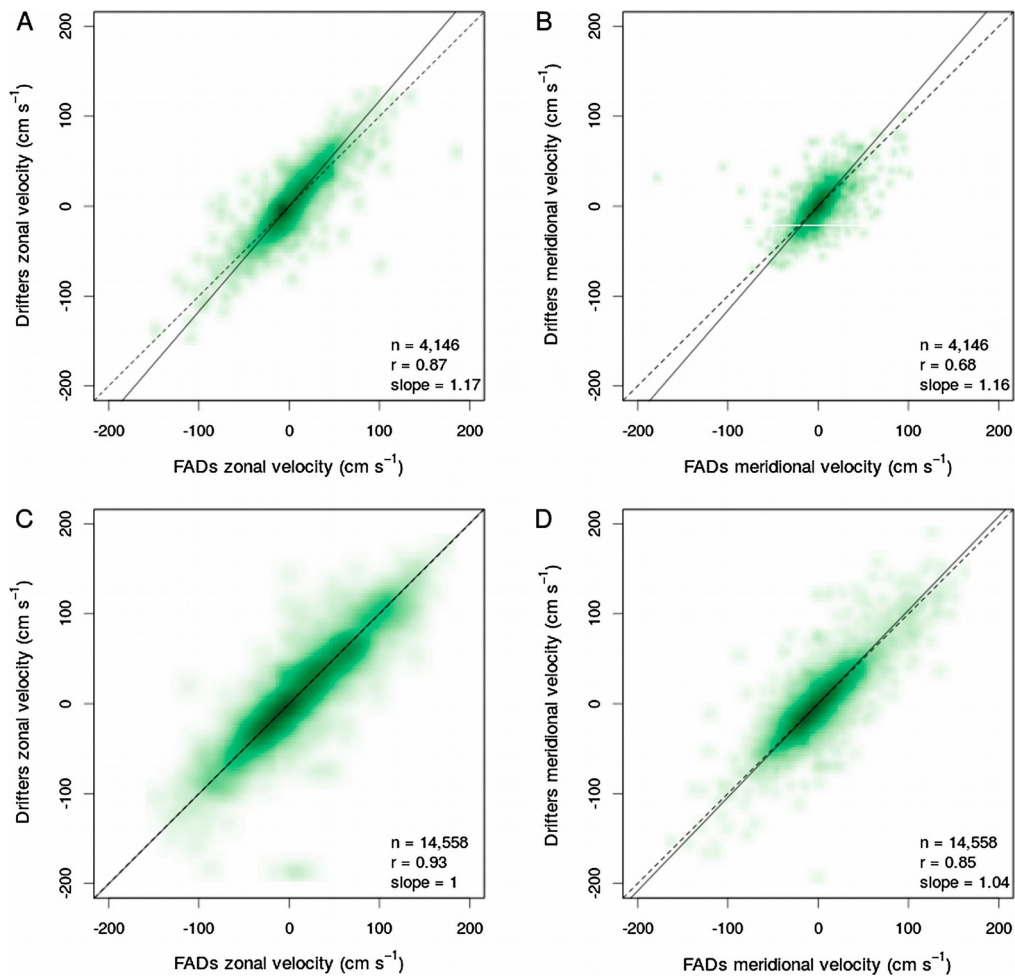 A
200
100
0
-100
-200
Drifters zonal velocity (cm s⁻¹)
n = 4,146
r = 0.87
slope = 1.17
-200 -100 0 100 200
FADs zonal velocity (cm s⁻¹)
B
200
100
0
-100
-200
Drifters meridional velocity (cm s⁻¹)
n = 4,146
r = 0.68
slope = 1.16
-200 -100 0 100 200
FADs meridional velocity (cm s⁻¹)
C
200
100
0
-100
-200
Drifters zonal velocity (cm s⁻¹)
n = 14,558
r = 0.93
slope = 1
-200 -100 0 100 200
FADs zonal velocity (cm s⁻¹)
D
200
100
0
-100
-200
Drifters meridional velocity (cm s⁻¹)
n = 14,558
r = 0.85
slope = 1.04
-200 -100 0 100 200
FADs meridional velocity (cm s⁻¹)